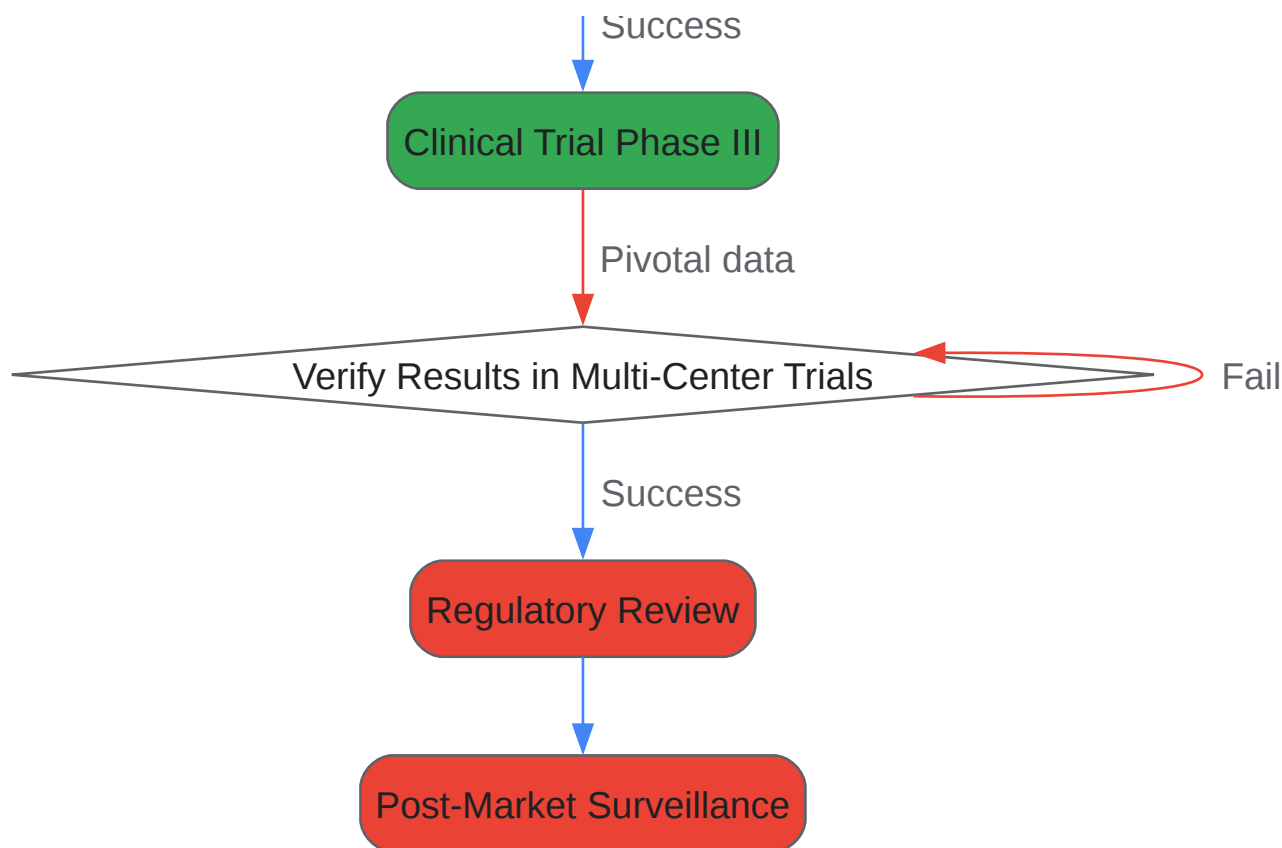 Success
Clinical Trial Phase III
Pivotal data
Verify Results in Multi-Center Trials
Fail
Success
Regulatory Review
Post-Market Surveillance